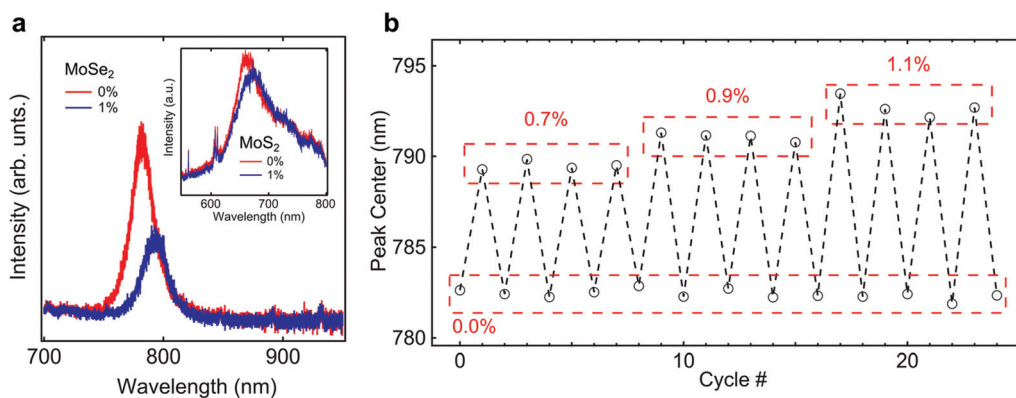 a
Intensity (arb. units.)
MoSe2
0%
1%
Intensity (a.u.)
MoS2
0%
1%
600
700
800
Wavelength (nm)
700
800
900
Wavelength (nm)
b
Peak Center (nm)
795
790
785
780
0.7%
0.9%
1.1%
0.0%
0
10
20
Cycle #